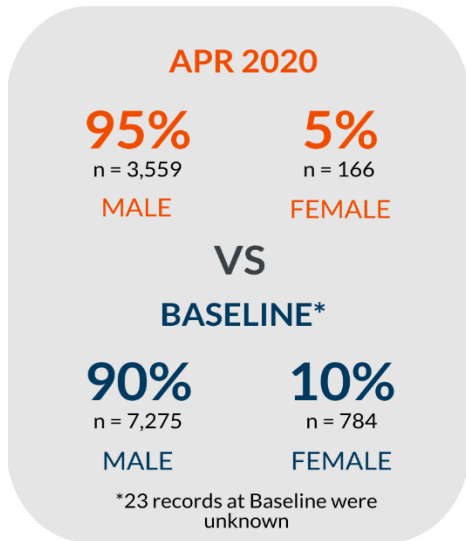 APR 2020
95% 5%
n = 3,559 n = 166
MALE FEMALE
VS
BASELINE*
90% 10%
n = 7,275 n = 784
MALE FEMALE
*23 records at Baseline were
unknown